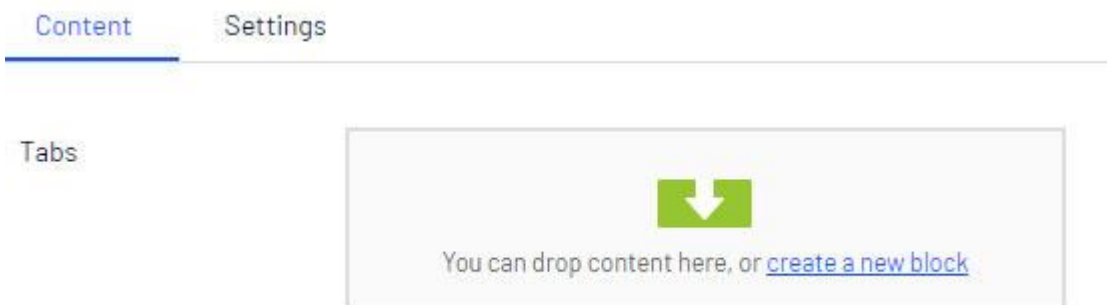 Content Settings
Tabs
You can drop content here, or create a new block